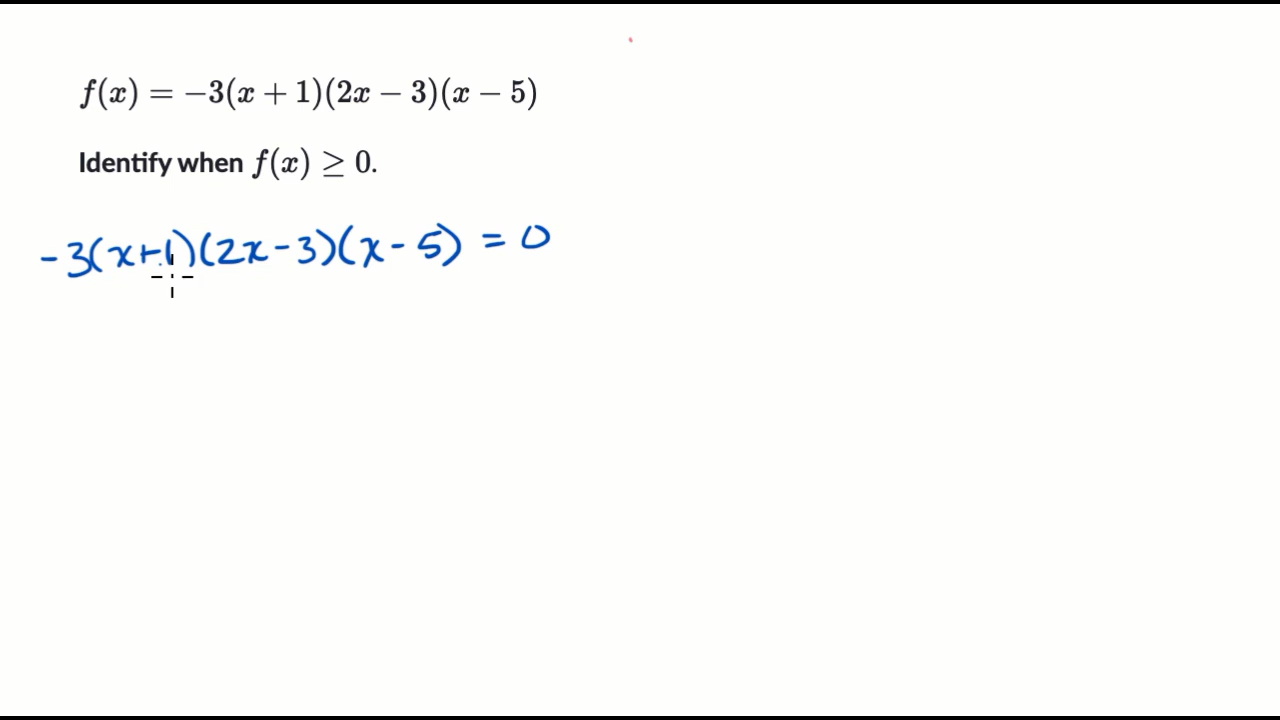 f(x) = −3(x + 1)(2x − 3)(x − 5)
Identify when f(x) ≥ 0.
-3(x+1)(2x-3)(x-5) = 0